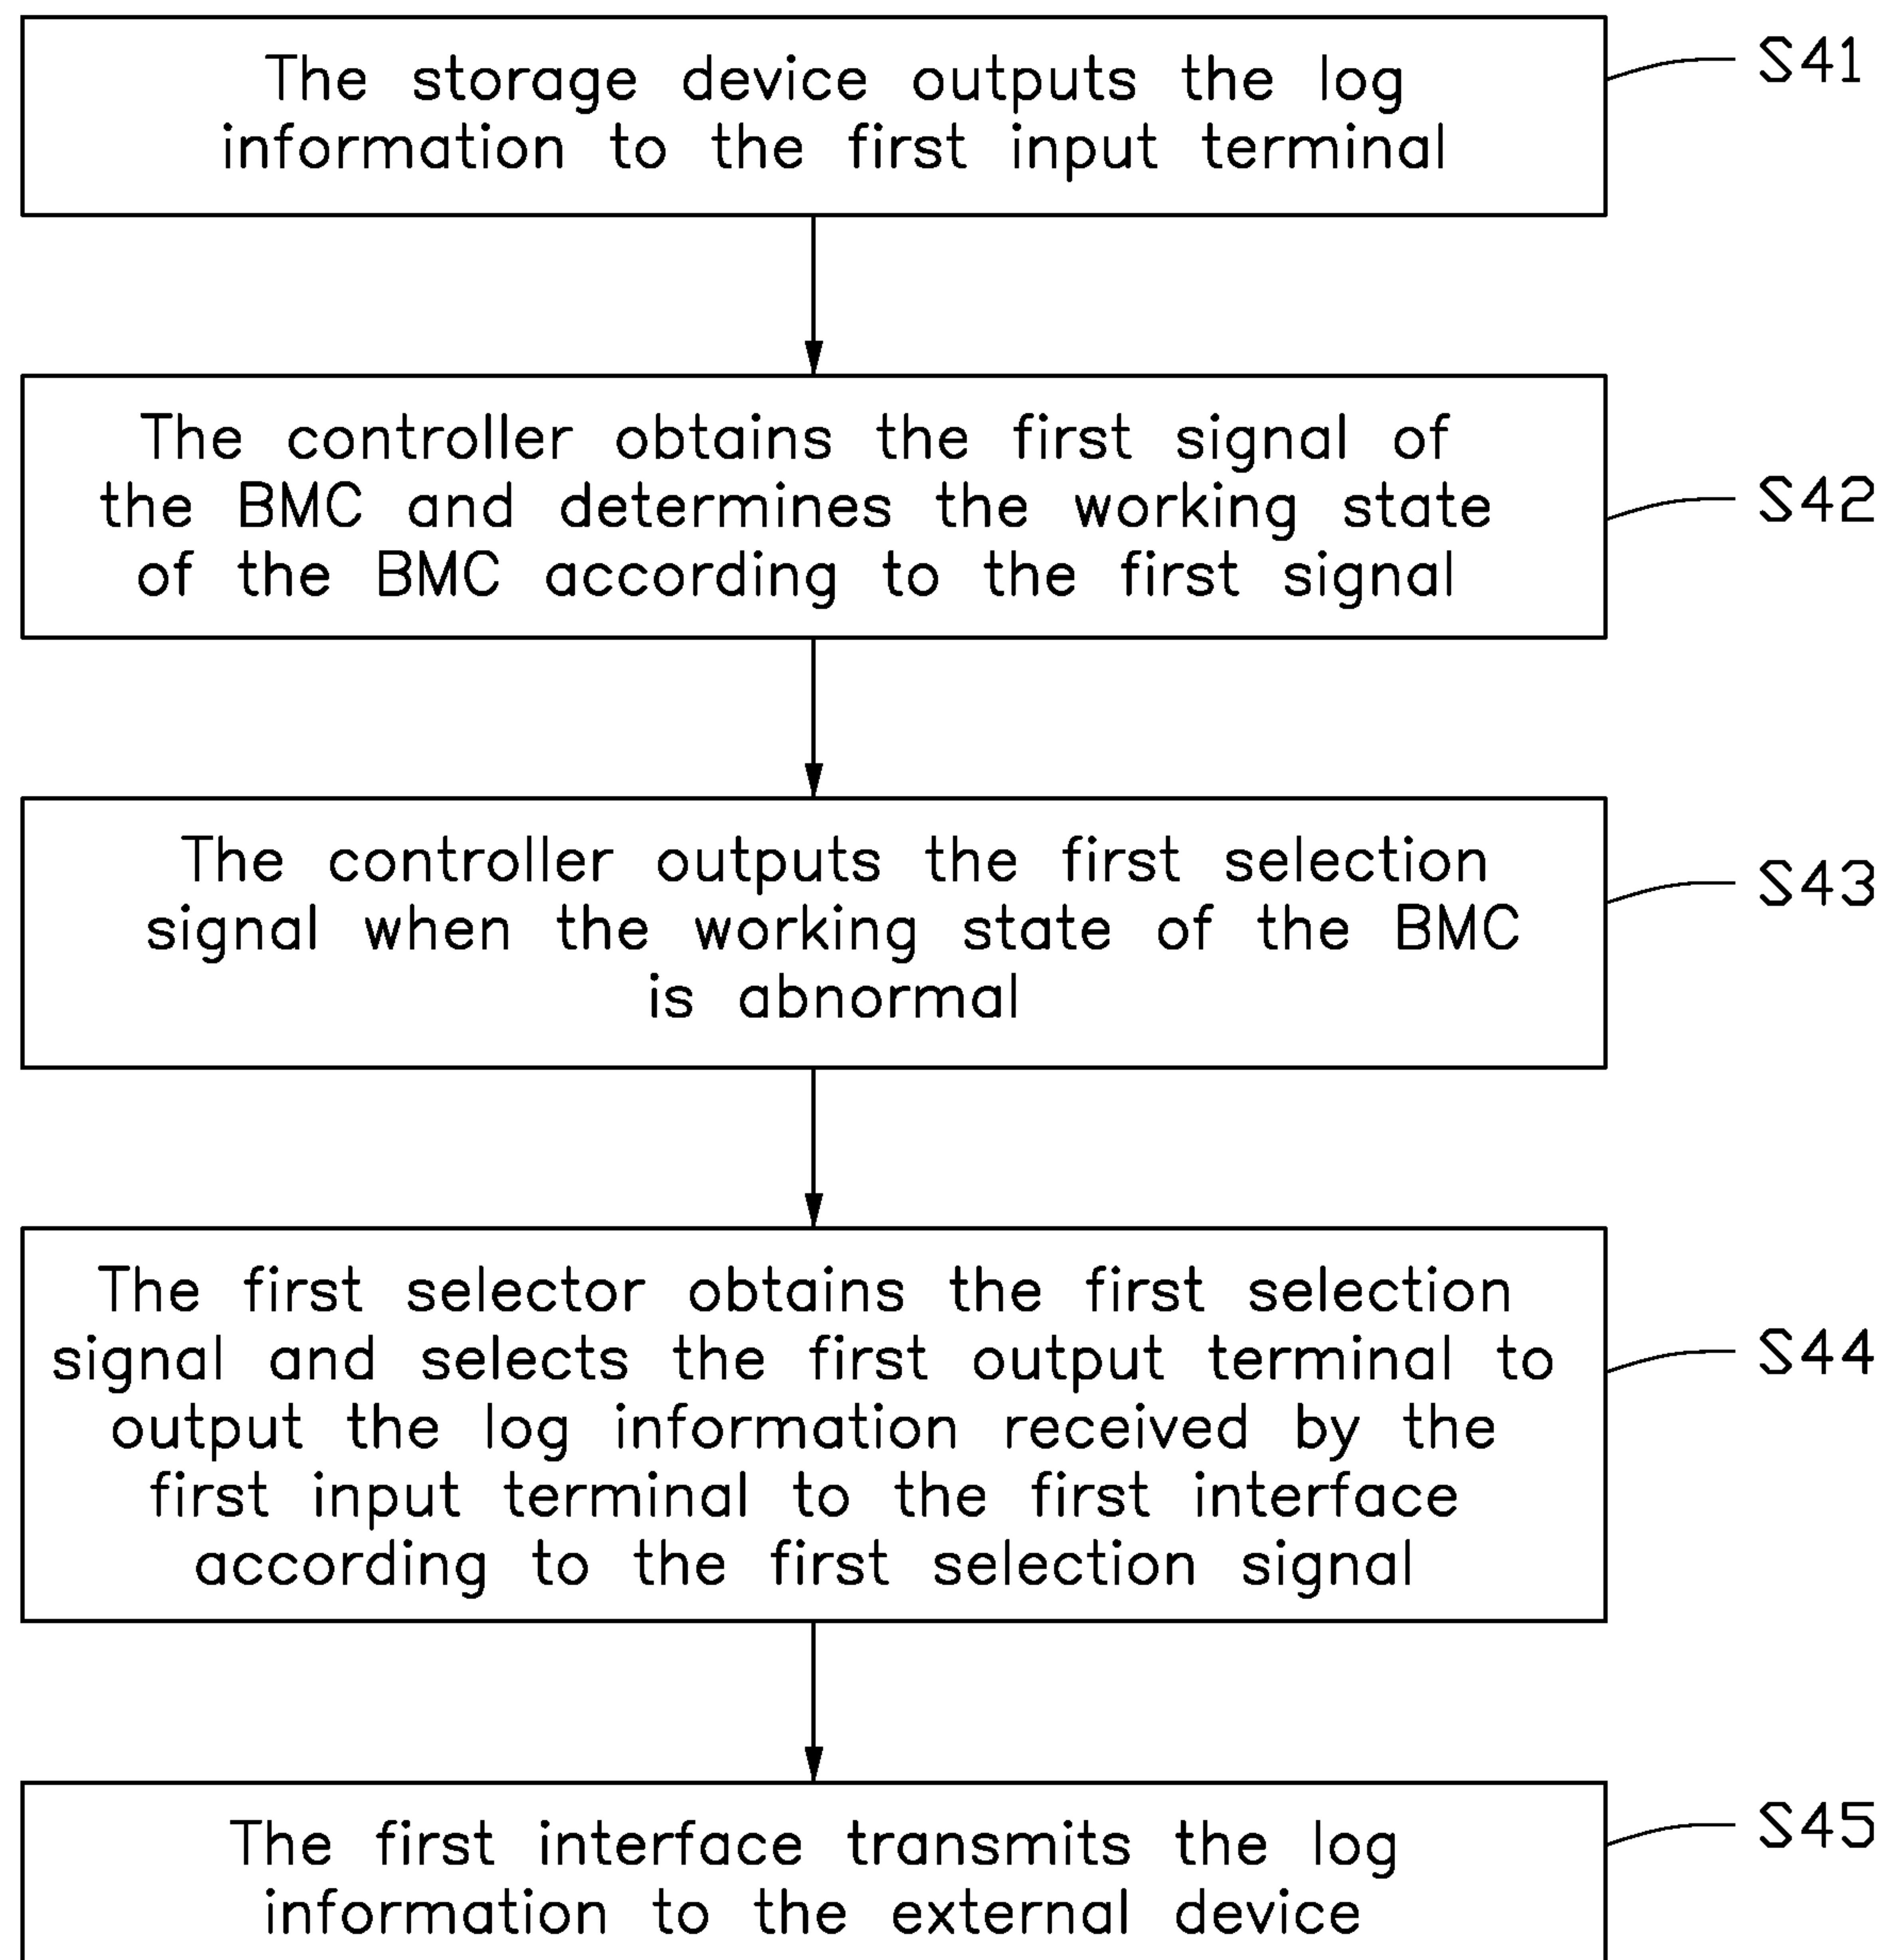 The storage device outputs the log
information to the first input terminal
S41
The controller obtains the first signal of
the BMC and determines the working state
of the BMC according to the first signal
S42
The controller outputs the first selection
signal when the working state of the BMC
is abnormal
S43
The first selector obtains the first selection
signal and selects the first output terminal to
output the log information received by the
first input terminal to the first interface
according to the first selection signal
S44
The first interface transmits the log
information to the external device
S45